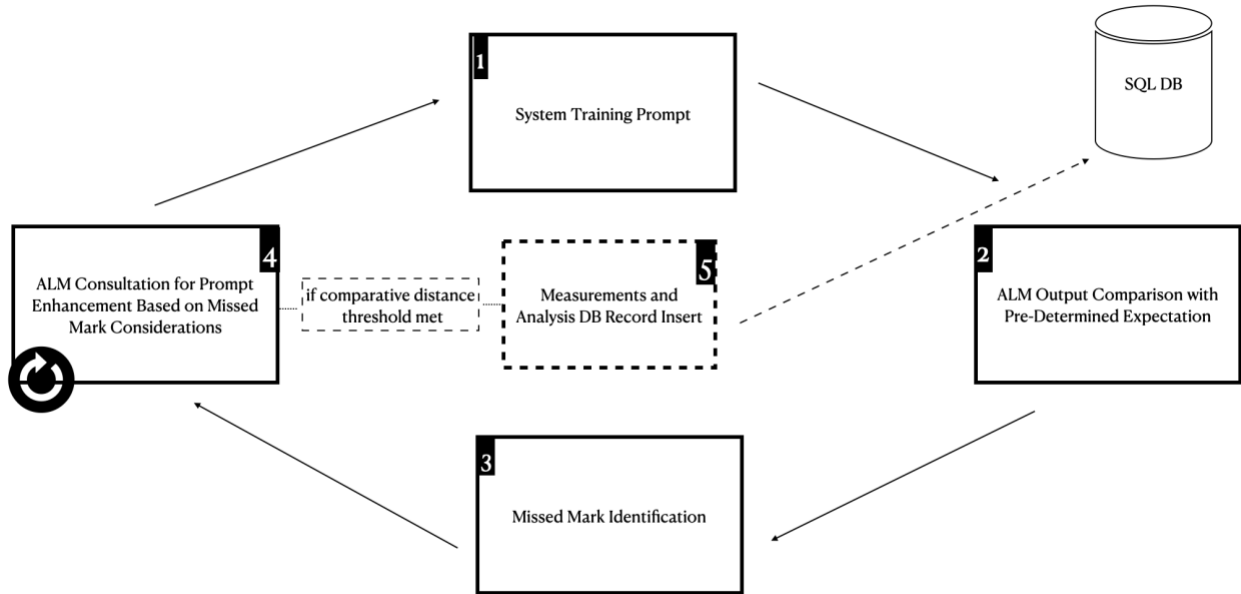 1
System Training Prompt
SQL DB
4
ALM Consultation for Prompt
Enhancement Based on Missed
Mark Considerations
if comparative distance
threshold met
5
Measurements and
Analysis DB Record Insert
2
ALM Output Comparison with
Pre-Determined Expectation
3
Missed Mark Identification